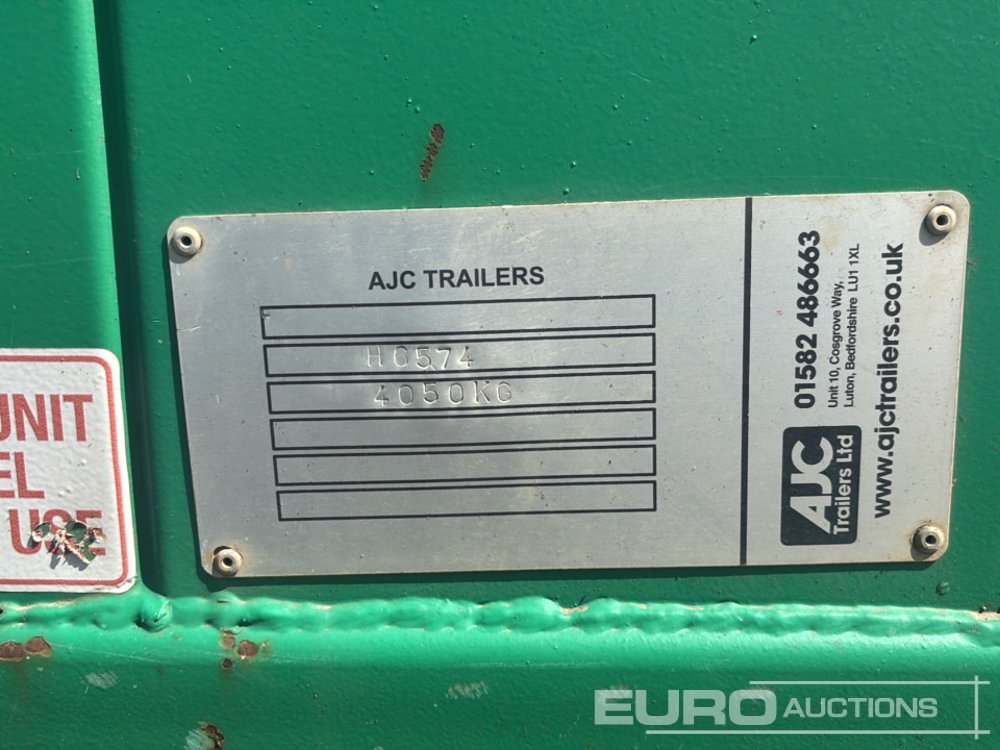 AJC TRAILERS
H6574
4050KG
01582 486663
Unit 10, Cosgrove Way,
Luton, Bedfordshire LU1 1XL
www.ajctrailers.co.uk
AJC
Trailers Ltd
UNIT
EL
USE
EURO AUCTIONS